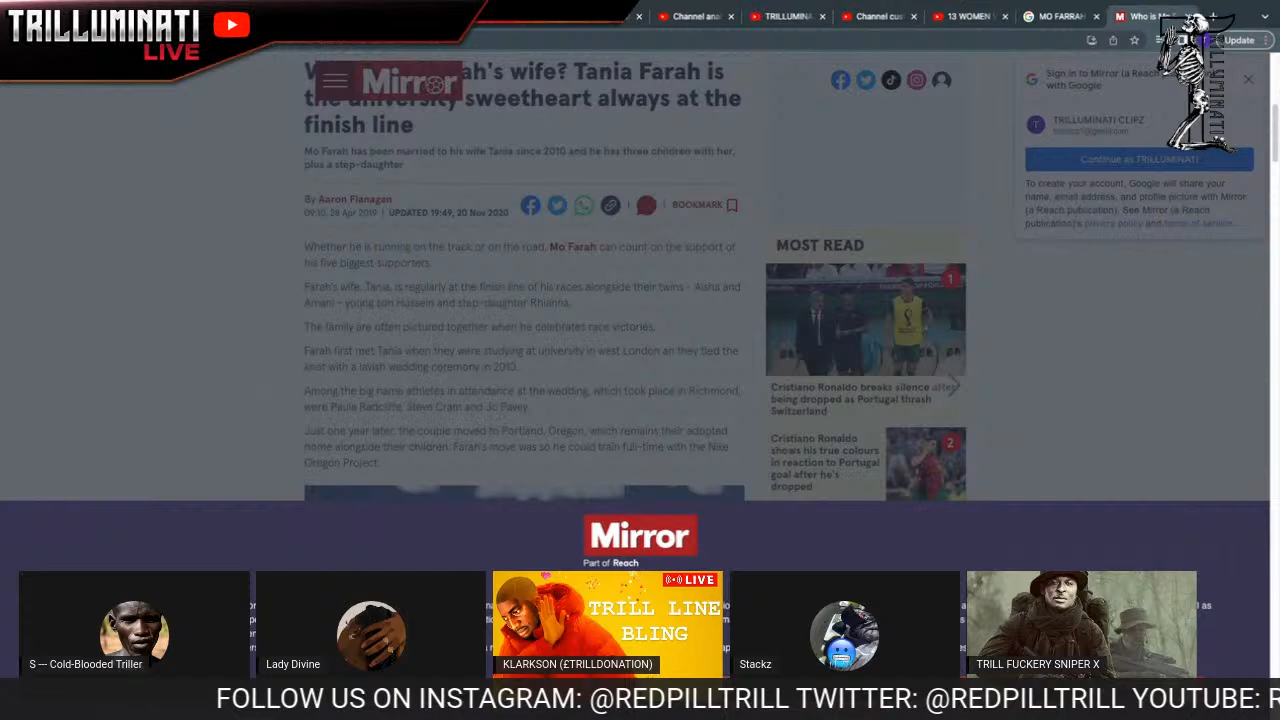 TRILLUMINATI
LIVE
Channel ana
TRILLUMINA
Channel cus
13 WOMEN
MO FARRAH
Update
TRILLUMINATI
ah's wife? Tania Farah is
the university sweetheart always at the
finish line
Mirror
Mo Farah has been married to his wife Tania since 2010 and he has three children with her,
plus a step-daughter
By Aaron Flanagan
09:10, 28 Apr 2019 | UPDATED 19:49, 20 Nov 2020
BOOKMARK
Whether he is running on the track or on the road, Mo Farah can count on the support of
his five biggest supporters.
Farah's wife, Tania, is regularly at the finish line of his races alongside their twins - Aisha and
Amani - young son Hussein and step-daughter Rhianna.
The family are often pictured together when he celebrates race victories.
Farah first met Tania when they were studying at university in west London an they tied the
knot with a lavish wedding ceremony in 2010.
Among the big name athletes in attendance at the wedding, which took place in Richmond,
were Paula Radcliffe, Steve Cram and Jo Pavey.
Just one year later, the couple moved to Portland, Oregon, which remains their adopted
home alongside their children. Farah's move was so he could train full-time with the Nike
Oregon Project.
MOST READ
1
Cristiano Ronaldo breaks silence after
being dropped as Portugal thrash
Switzerland
Cristiano Ronaldo
shows his true colours
in reaction to Portugal
goal after he's
dropped
2
Sign in to Mirror (a Reach
with Google
TRILLUMINATI CLIPZ
Continue as TRILLUMINATI
To create your account, Google will share your
name, email address, and profile picture with Mirror
(a Reach publication). See Mirror (a Reach
publication)'s privacy policy and terms of service.
Mirror
Part of Reach
S — Cold-Blooded Triller
Lady Divine
LIVE
TRILL LINE
BLING
KLARKSON (£TRILLDONATION)
Stackz
TRILL FUCKERY SNIPER X
FOLLOW US ON INSTAGRAM: @REDPILLTRILL TWITTER: @REDPILLTRILL YOUTUBE: